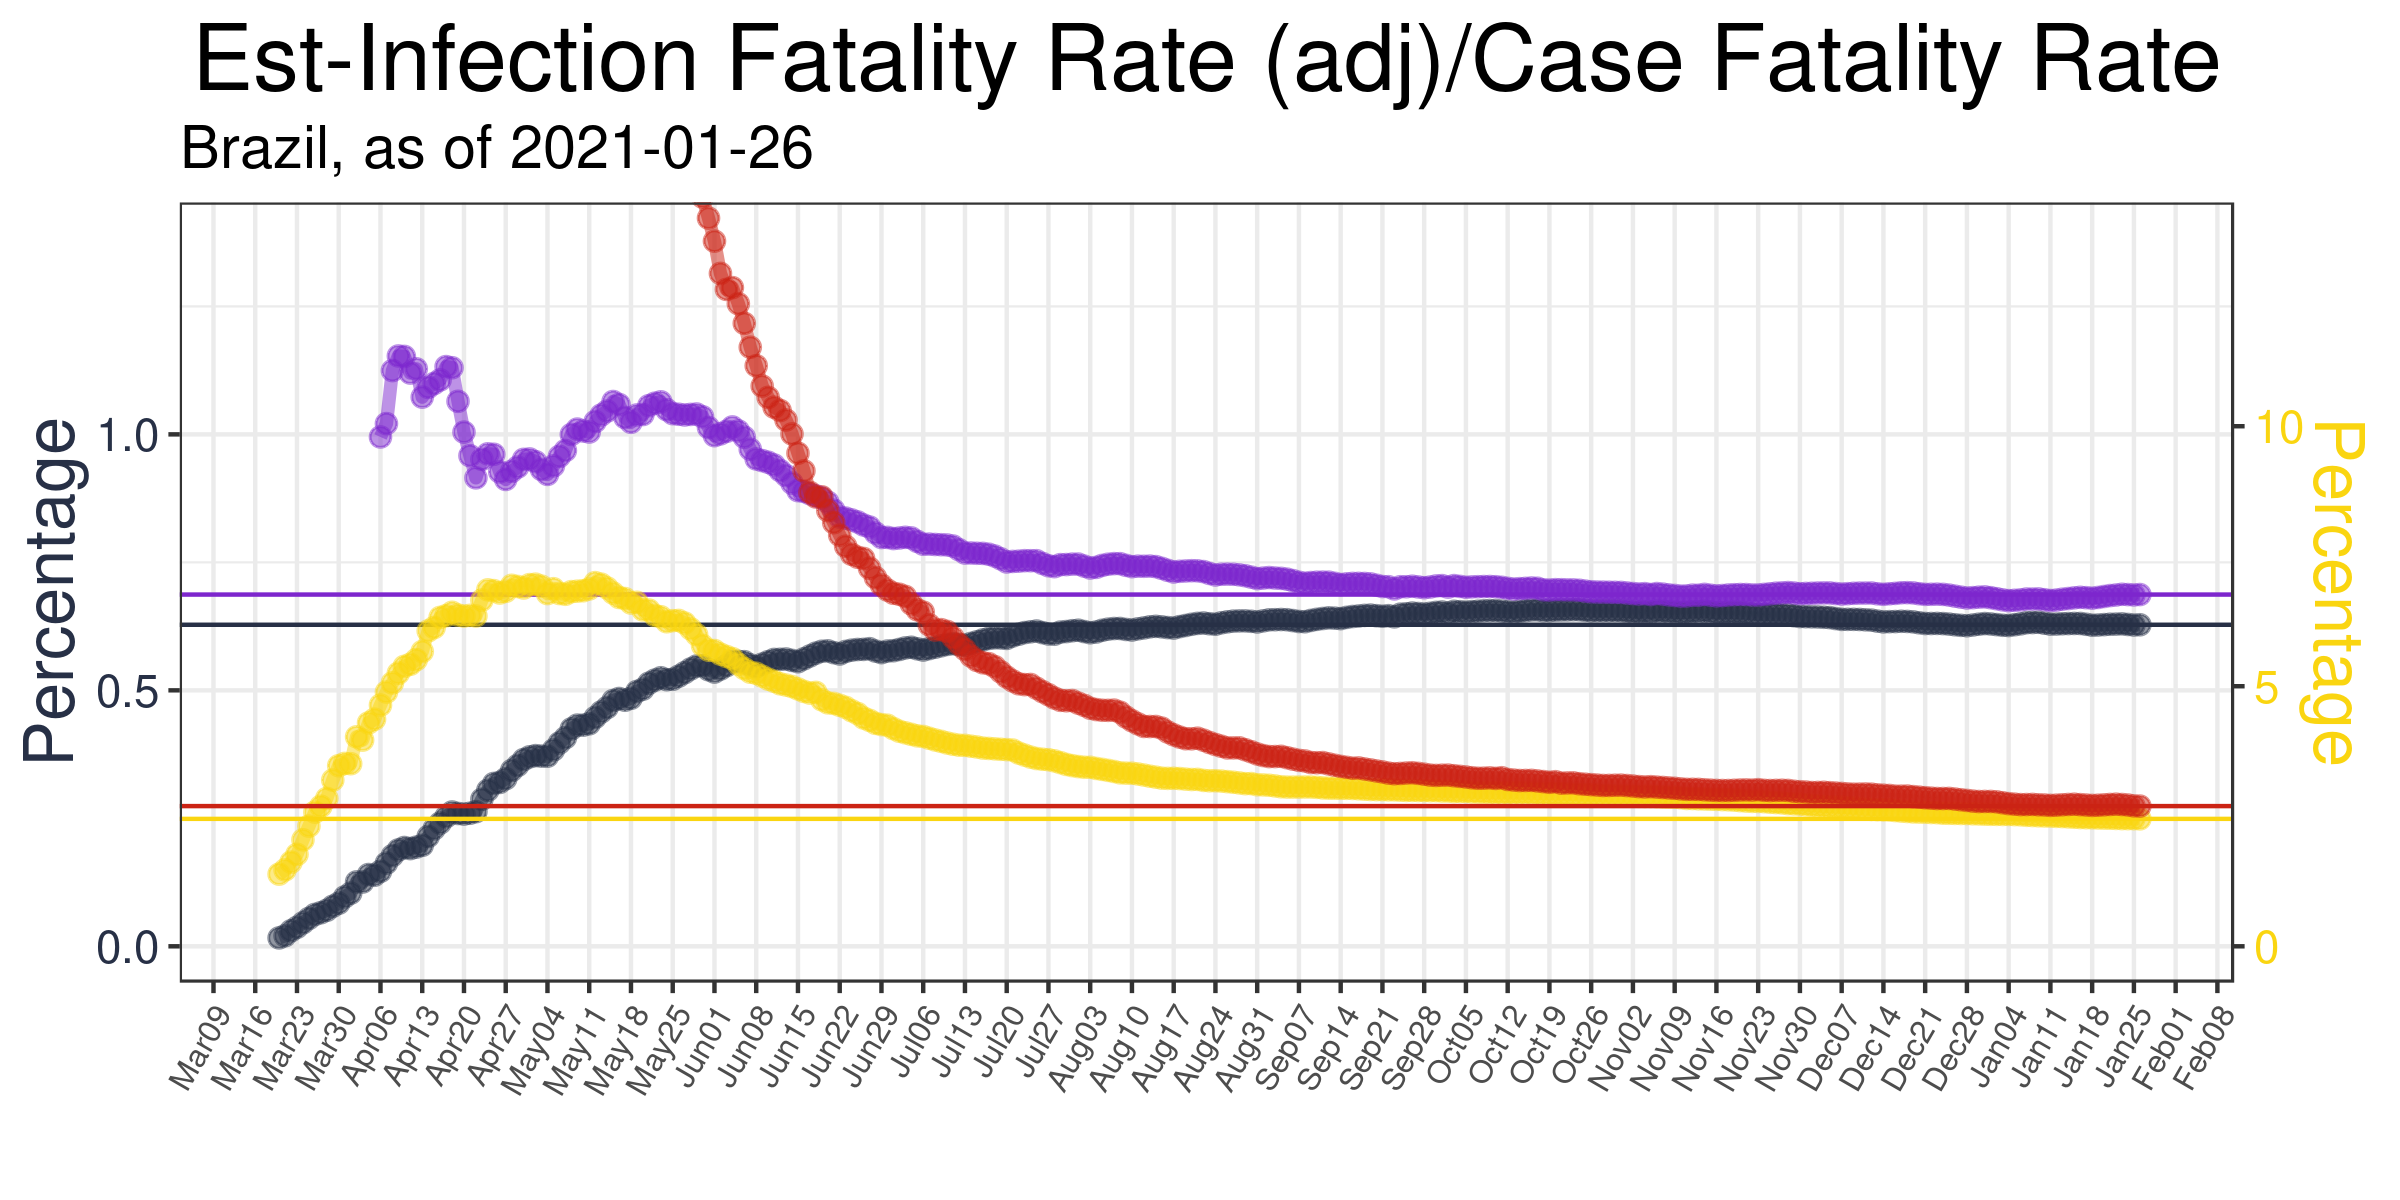 Est-Infection Fatality Rate (adj)/Case Fatality Rate
Brazil, as of 2021-01-26
Percentage
1.0
0.5
0.0
10
5
0
Percentage
Mar09 Mar16 Mar23 Mar30 Apr06 Apr13 Apr20 Apr27 May04 May11 May18 May25 Jun01 Jun08 Jun15 Jun22 Jun29 Jul06 Jul13 Jul20 Jul27 Aug03 Aug10 Aug17 Aug24 Aug31 Sep07 Sep14 Sep21 Sep28 Oct05 Oct12 Oct19 Oct26 Nov02 Nov09 Nov16 Nov23 Nov30 Dec07 Dec14 Dec21 Dec28 Jan04 Jan11 Jan18 Jan25 Feb01 Feb08